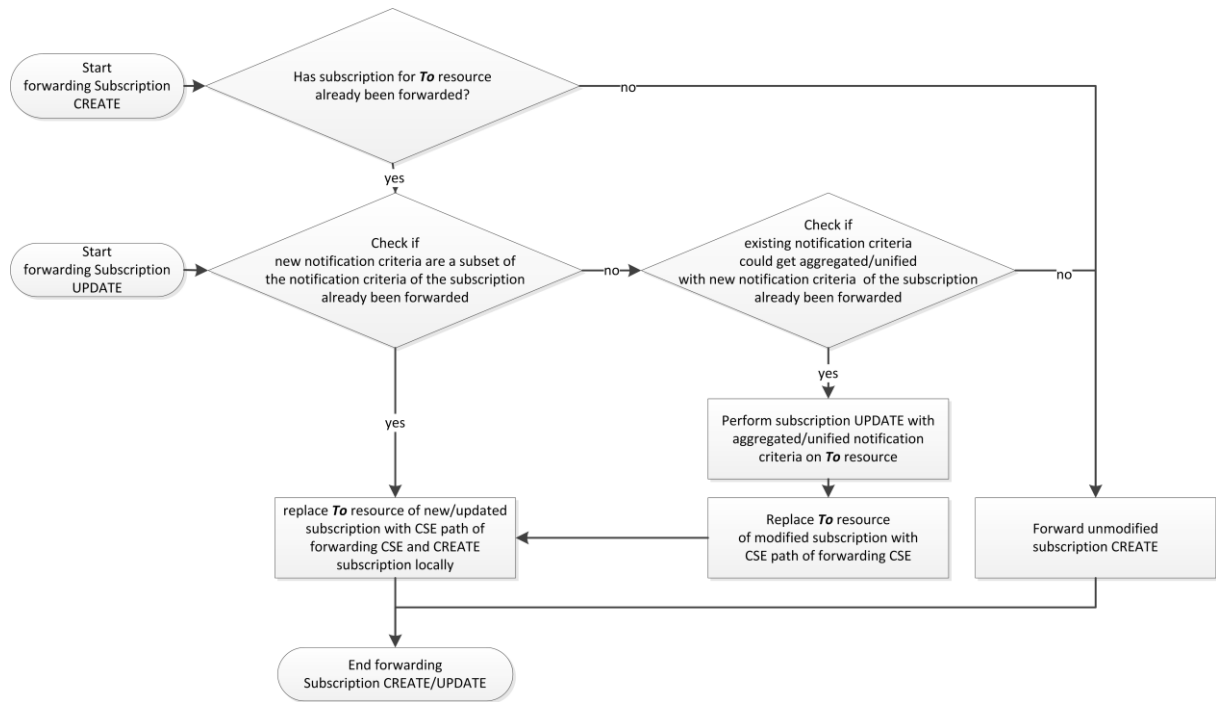 Start
forwarding Subscription
CREATE
Has subscription for To resource
already been forwarded?
no
yes
Start
forwarding Subscription
UPDATE
Check if
new notification criteria are a subset of
the notification criteria of the subscription
already been forwarded
no
Check if
existing notification criteria
could get aggregated/unified
with new notification criteria of the subscription
already been forwarded
no
yes
yes
Perform subscription UPDATE with
aggregated/unified notification
criteria on To resource
replace To resource of new/updated
subscription with CSE path of
forwarding CSE and CREATE
subscription locally
Replace To resource
of modified subscription with
CSE path of forwarding CSE
Forward unmodified
subscription CREATE
End forwarding
Subscription CREATE/UPDATE